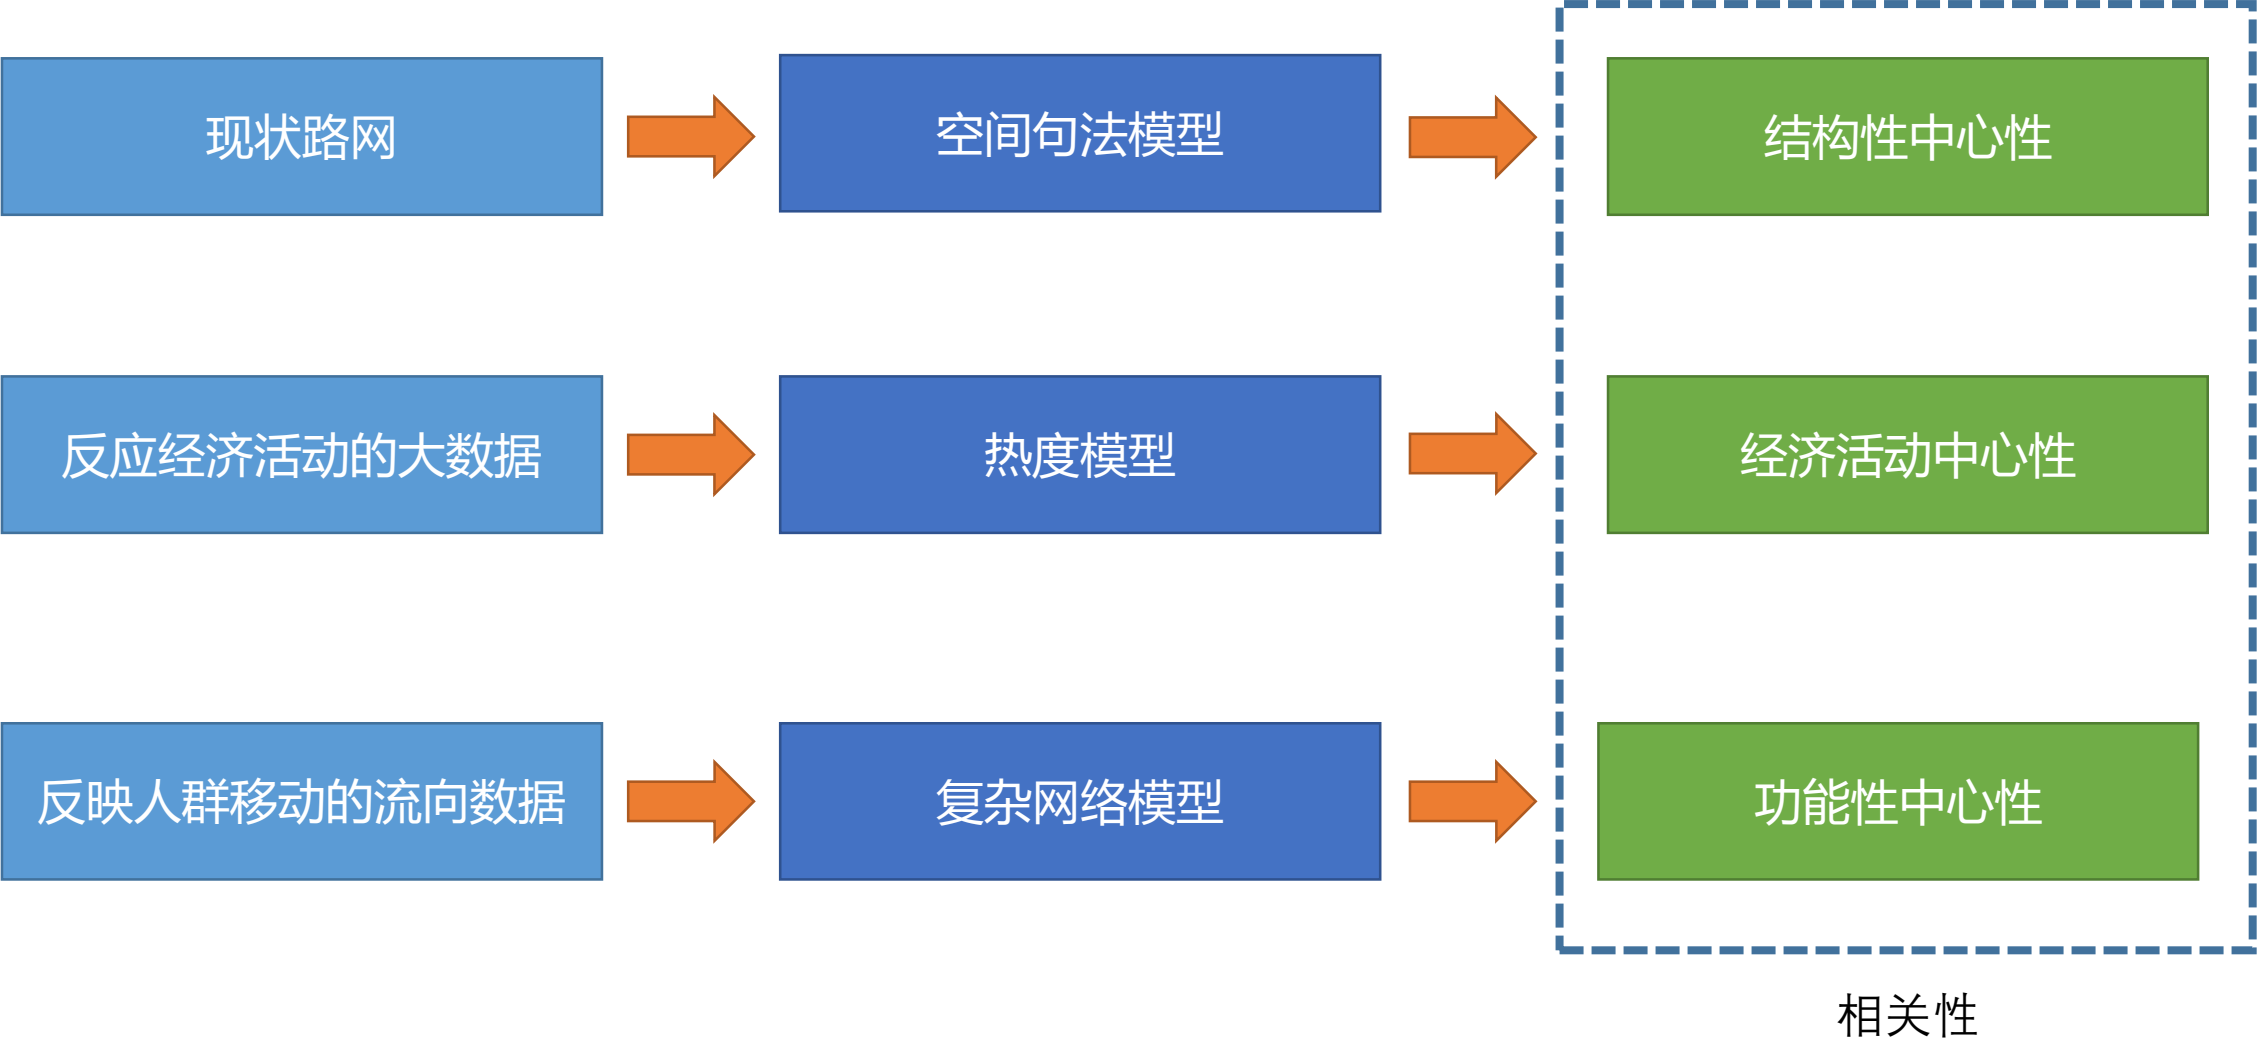 现状路网
空间句法模型
结构性中心性
反应经济活动的大数据
热度模型
经济活动中心性
反映人群移动的流向数据
复杂网络模型
功能性中心性
相关性